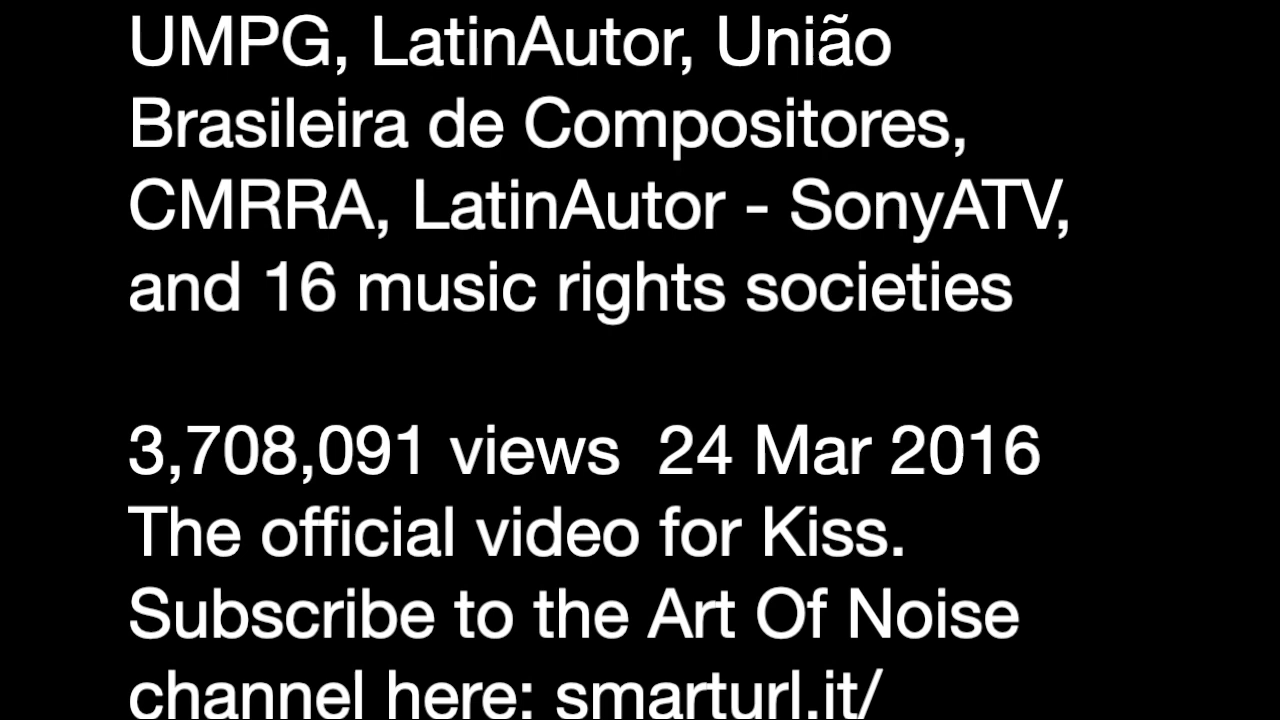 UMPG, LatinAutor, União
Brasileira de Compositores,
CMRRA, LatinAutor - SonyATV,
and 16 music rights societies
3,708,091 views 24 Mar 2016
The official video for Kiss.
Subscribe to the Art Of Noise
channel here: smarturl.it/